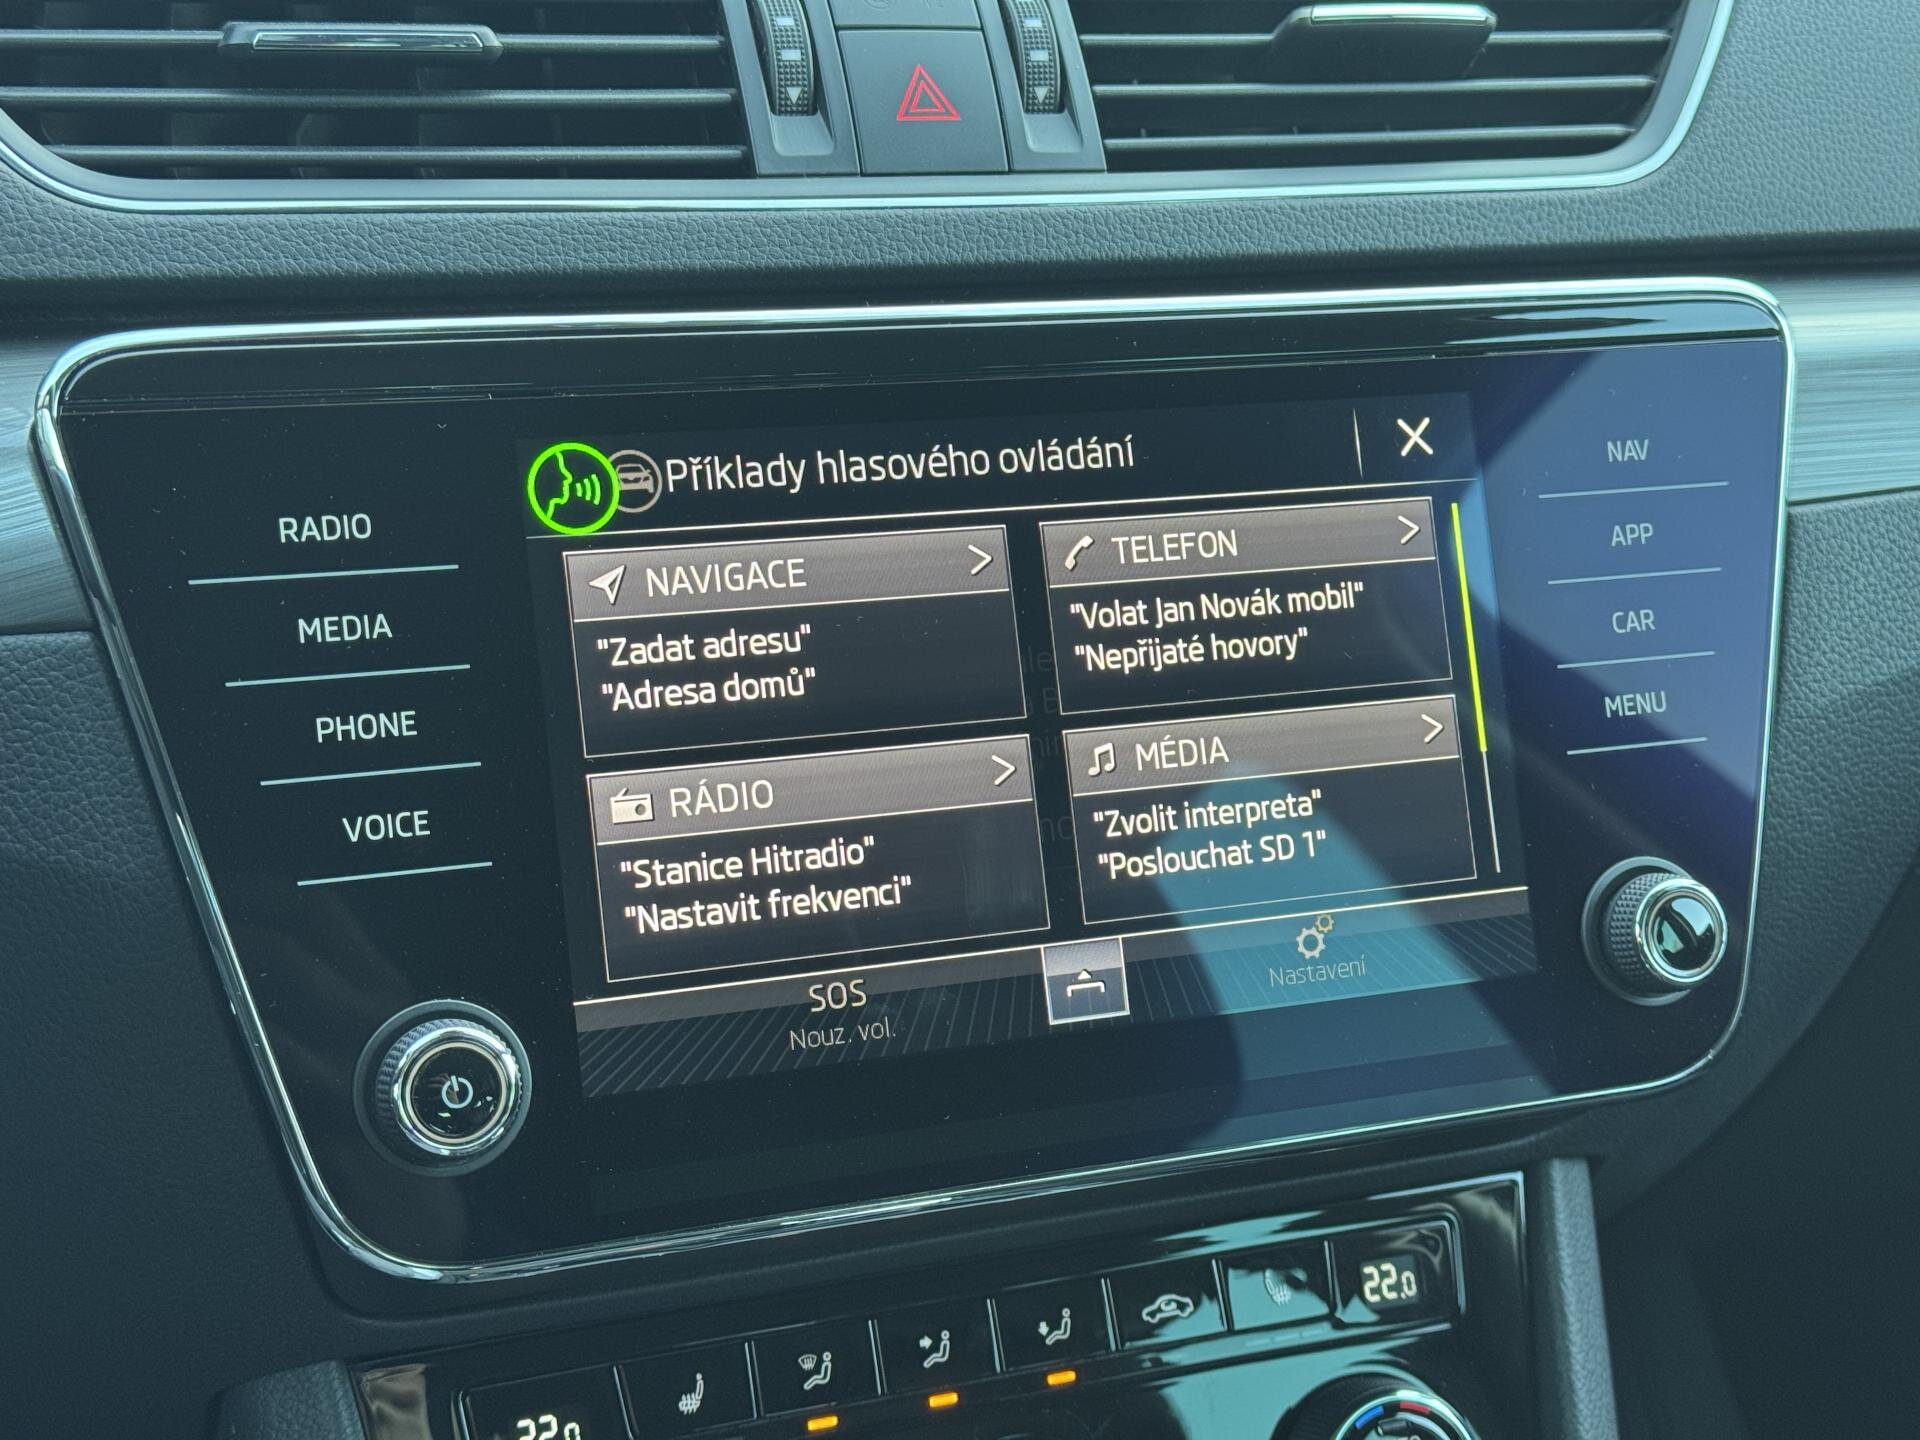 RADIO
MEDIA
PHONE
VOICE
Příklady hlasového ovládání
NAVIGACE
"Zadat adresu"
"Adresa domů"
TELEFON
"Volat Jan Novák mobil"
"Nepřijaté hovory"
RÁDIO
"Stanice Hitradio"
"Nastavit frekvenci"
MÉDIA
"Zvolit interpreta"
"Poslouchat SD 1"
SOS
Nouz. vol.
Nastavení
NAV
APP
CAR
MENU
22.0
22.0